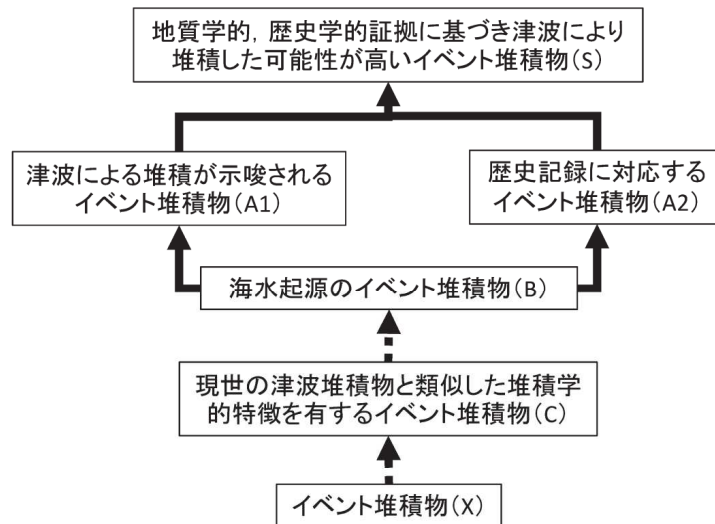 地質学的，歴史学的証拠に基づき津波により
堆積した可能性が高いイベント堆積物(S)
津波による堆積が示唆される
イベント堆積物(A1)
歴史記録に対応する
イベント堆積物(A2)
海水起源のイベント堆積物(B)
現世の津波堆積物と類似した堆積学
的特徴を有するイベント堆積物(C)
イベント堆積物(X)